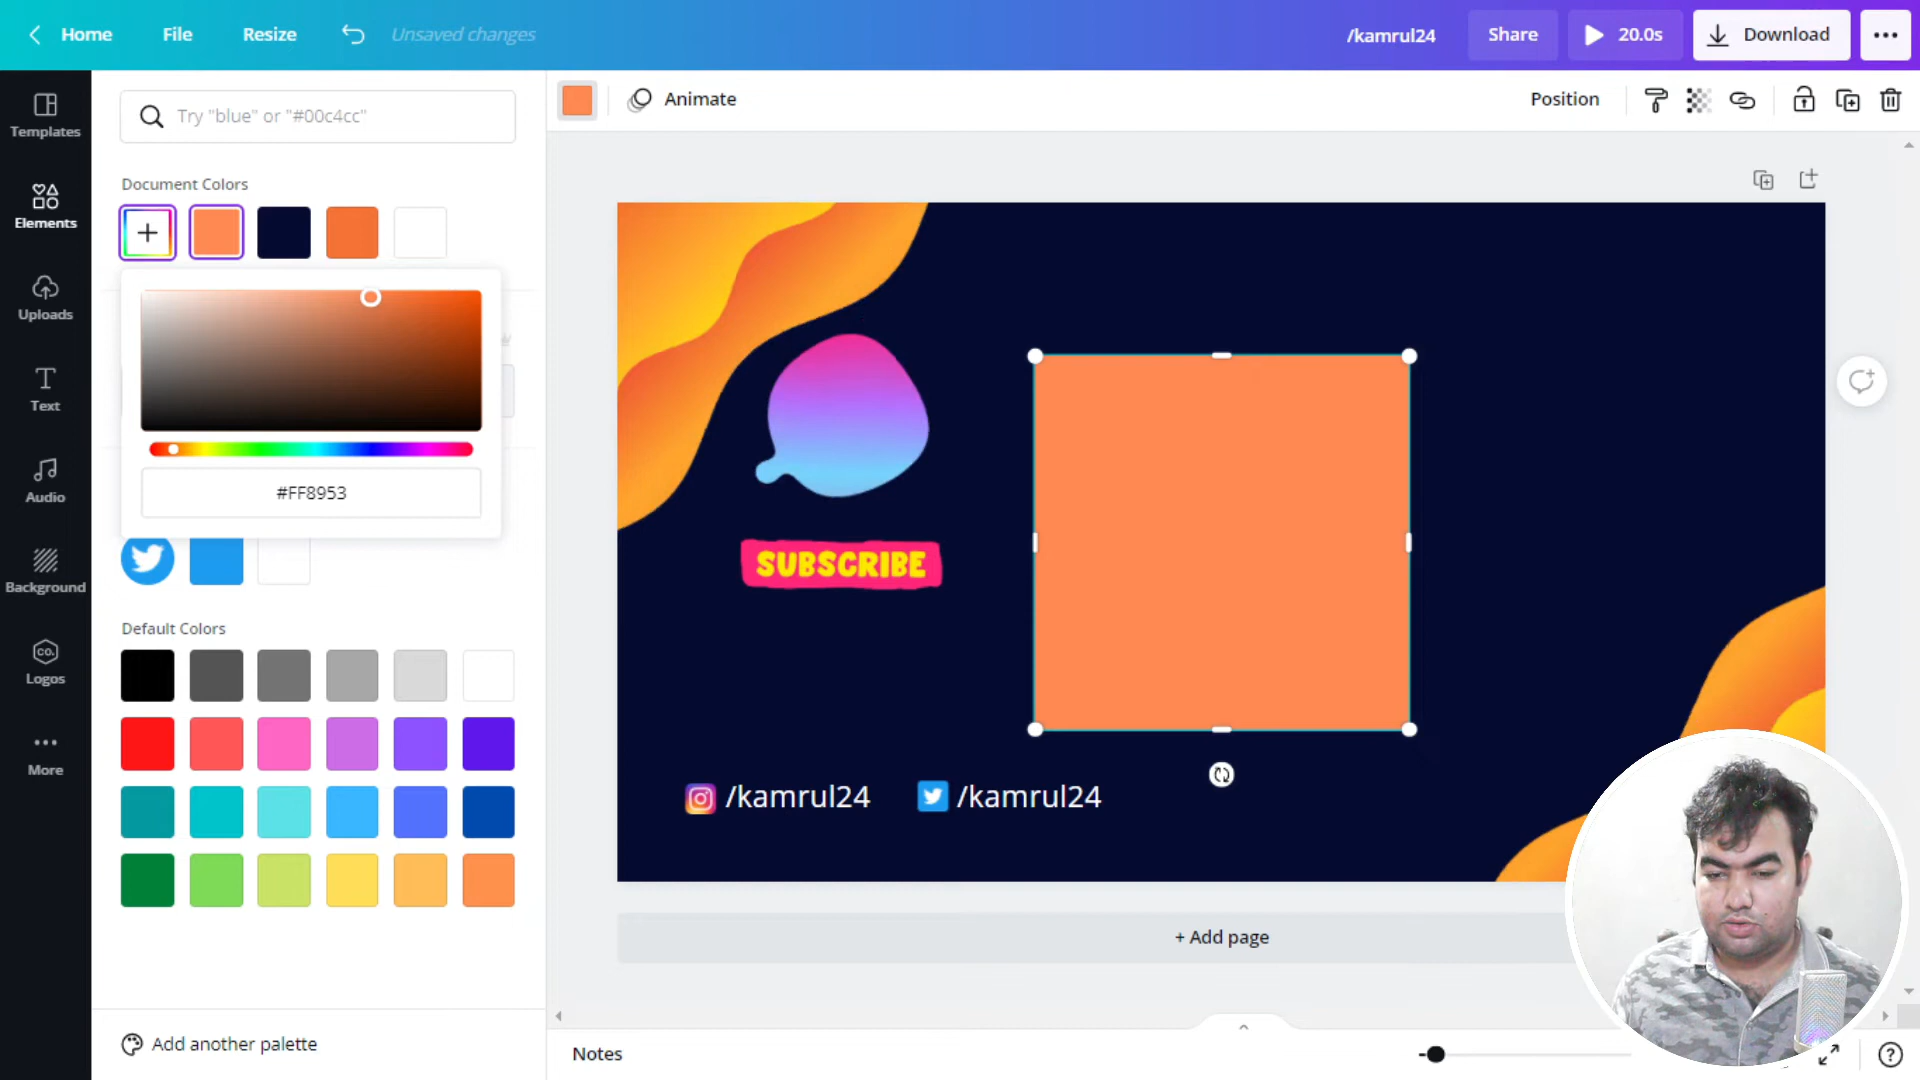 Home
File
Resize
Unsaved changes
/kamrul24
Share
20.0s
Download
Templates
Elements
Uploads
Text
Audio
Background
CO.
Logos
More
Try "blue" or "#00c4cc"
Document Colors
#FF8953
Default Colors
Add another palette
Animate
Position
SUBSCRIBE
/kamrul24
/kamrul24
+ Add page
Notes